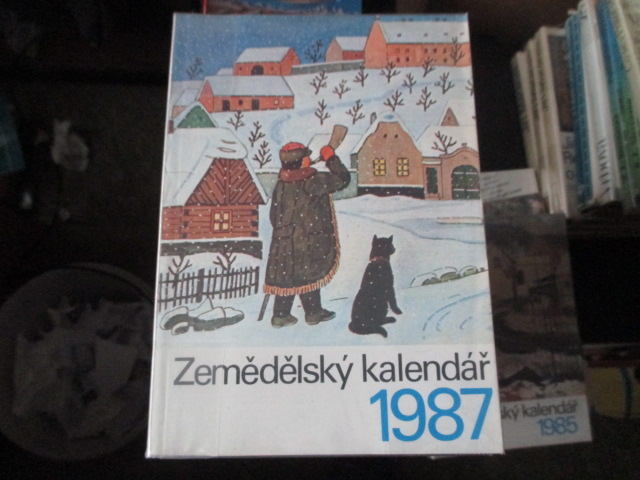 Zemědělský kalendář
1987
ský kalendář
1985